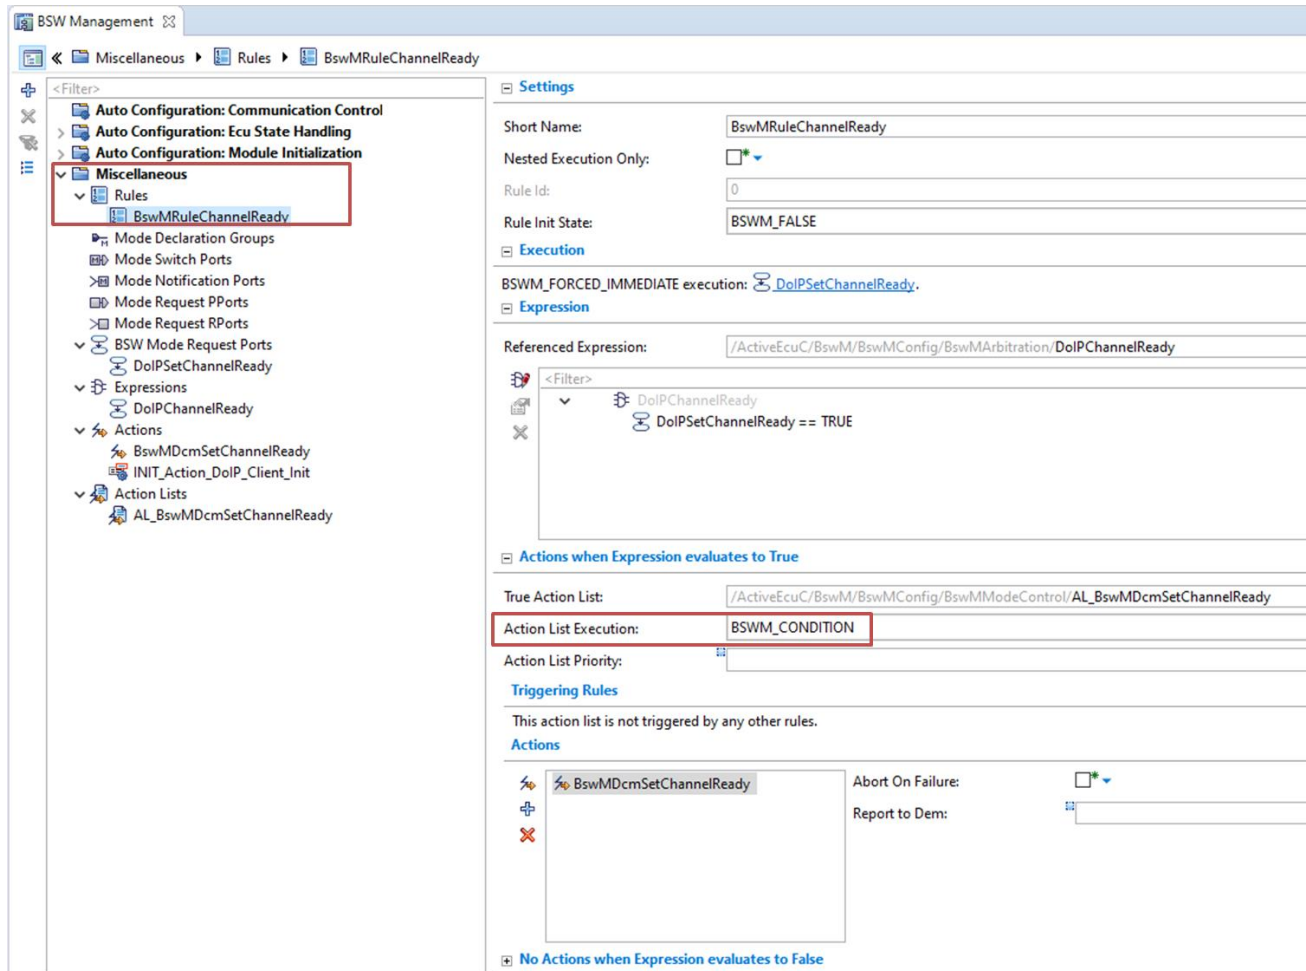 BSW Management
Miscellaneous Rules BswMRuleChannelReady
<Filter>
Auto Configuration: Communication Control
Auto Configuration: Ecu State Handling
Auto Configuration: Module Initialization
Miscellaneous
Rules
BswMRuleChannelReady
Mode Declaration Groups
Mode Switch Ports
Mode Notification Ports
Mode Request PPorts
Mode Request RPorts
BSW Mode Request Ports
DoIPSetChannelReady
Expressions
DoIPChannelReady
Actions
BswMDcmSetChannelReady
INIT_Action_DoIP_Client_Init
Action Lists
AL_BswMDcmSetChannelReady
Settings
Short Name: BswMRuleChannelReady
Nested Execution Only:
Rule Id: 0
Rule Init State: BSWM_FALSE
Execution
BSWM_FORCED_IMMEDIATE execution: DoIPSetChannelReady.
Expression
Referenced Expression: /ActiveEcuC/BswM/BswMConfig/BswMArbitration/DoIPChannelReady
<Filter>
DoIPChannelReady
DoIPSetChannelReady == TRUE
Actions when Expression evaluates to True
True Action List: /ActiveEcuC/BswM/BswMConfig/BswMModeControl/AL_BswMDcmSetChannelReady
Action List Execution: BSWM_CONDITION
Action List Priority:
Triggering Rules
This action list is not triggered by any other rules.
Actions
BswMDcmSetChannelReady
Abort On Failure:
Report to Dem:
No Actions when Expression evaluates to False